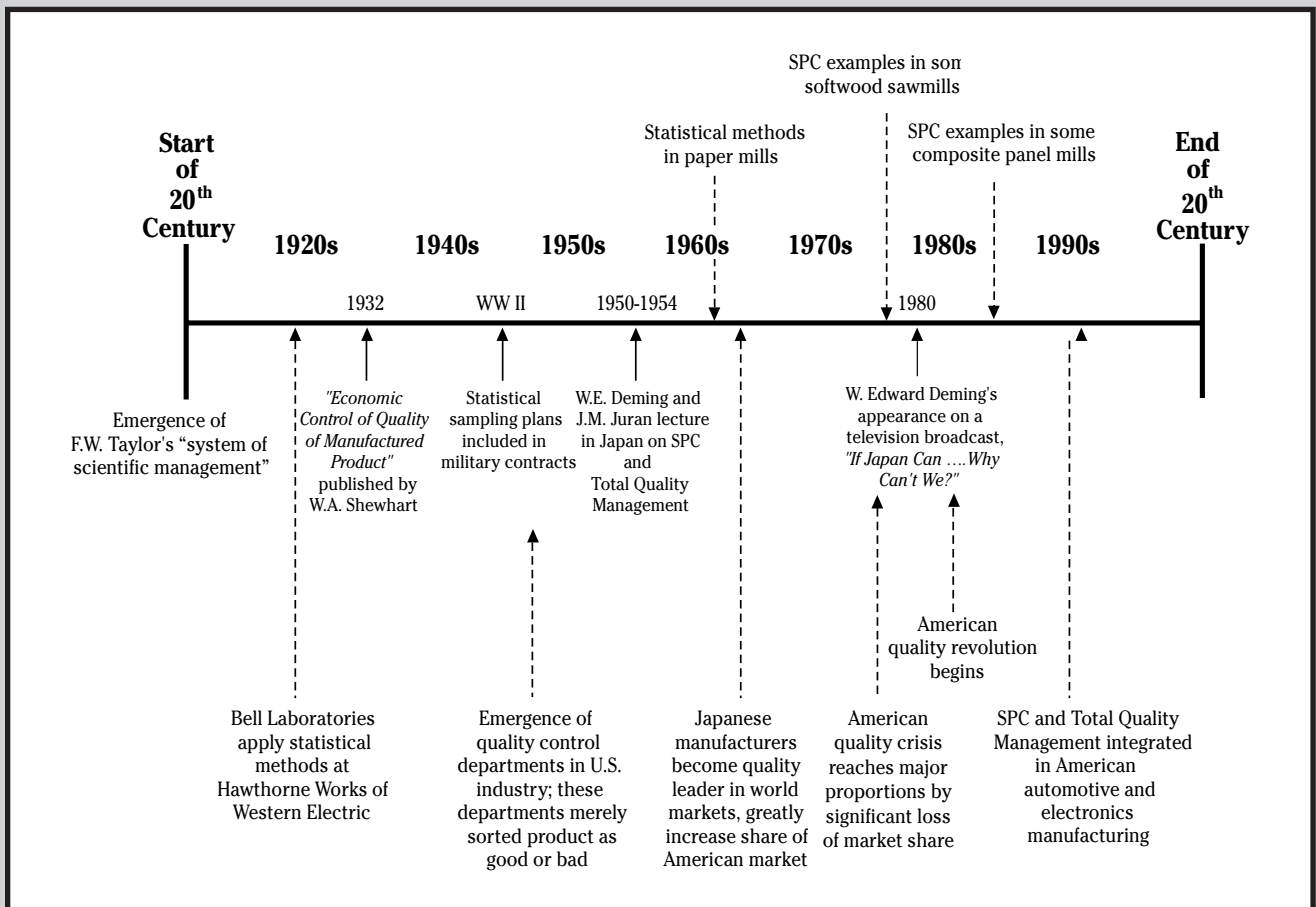 SPC examples in som
softwood sawmills
Statistical methods
in paper mills
SPC examples in some
composite panel mills
Start
of
20th
Century
End
of
20th
Century
1920s
1940s
1950s
1960s
1970s
1980s
1990s
1932
WW II
1950-1954
1980
Emergence of
F.W. Taylor's “system of
scientific management”
"Economic
Control of Quality
of Manufactured
Product"
published by
W.A. Shewhart
Statistical
sampling plans
included in
military contracts
W.E. Deming and
J.M. Juran lecture
in Japan on SPC
and
Total Quality
Management
W. Edward Deming's
appearance on a
television broadcast,
"If Japan Can ….Why
Can't We?"
American
quality revolution
begins
Bell Laboratories
apply statistical
methods at
Hawthorne Works of
Western Electric
Emergence of
quality control
departments in U.S.
industry; these
departments merely
sorted product as
good or bad
Japanese
manufacturers
become quality
leader in world
markets, greatly
increase share of
American market
American
quality crisis
reaches major
proportions by
significant loss
of market share
SPC and Total Quality
Management integrated
in American
automotive and
electronics
manufacturing